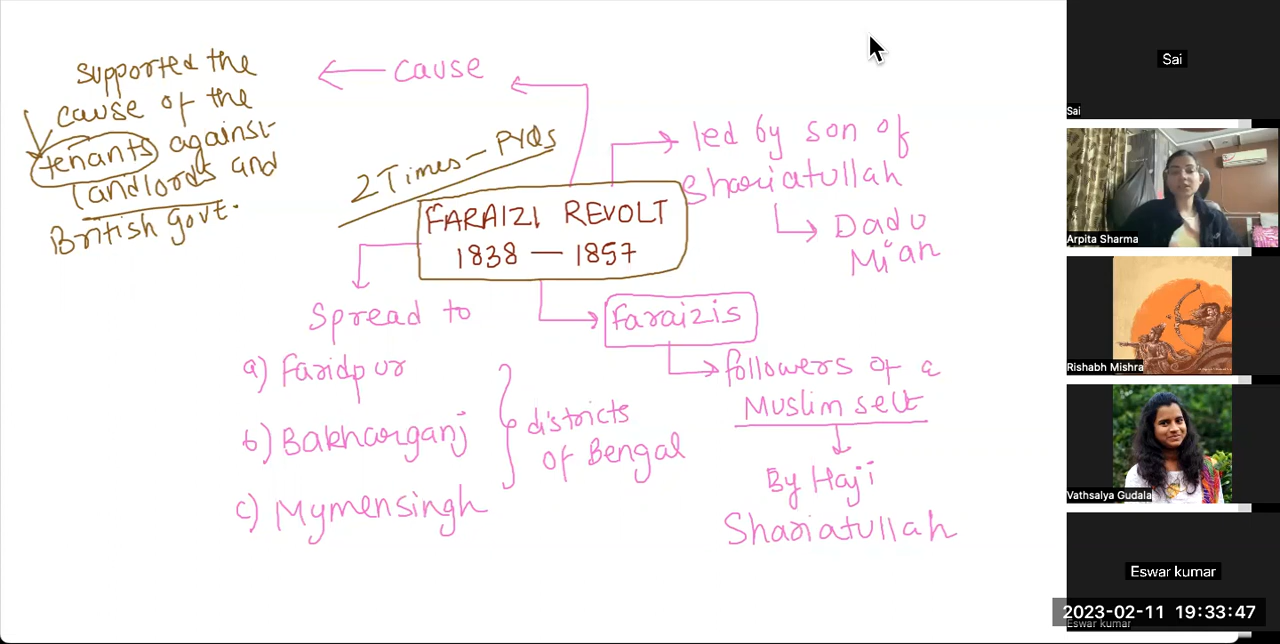 supported the
cause of the
tenants against
landlords and
British govt.
cause
2 Times - PYQs
led by son of
Shariatullah
Dadu
Mian
FARAIZI REVOLT
1838 — 1857
Spread to
a) Faridpur
b) Bakharganj
c) Mymensingh
districts
of Bengal
faraizis
followers of a
Muslim sect
By Haji
Shariatullah
Sai
Sai
Arpita Sharma
Rishabh Mishra
Vathsalya Gudala
Eswar kumar
2023-02-11 19:33:47
Eswar kumar